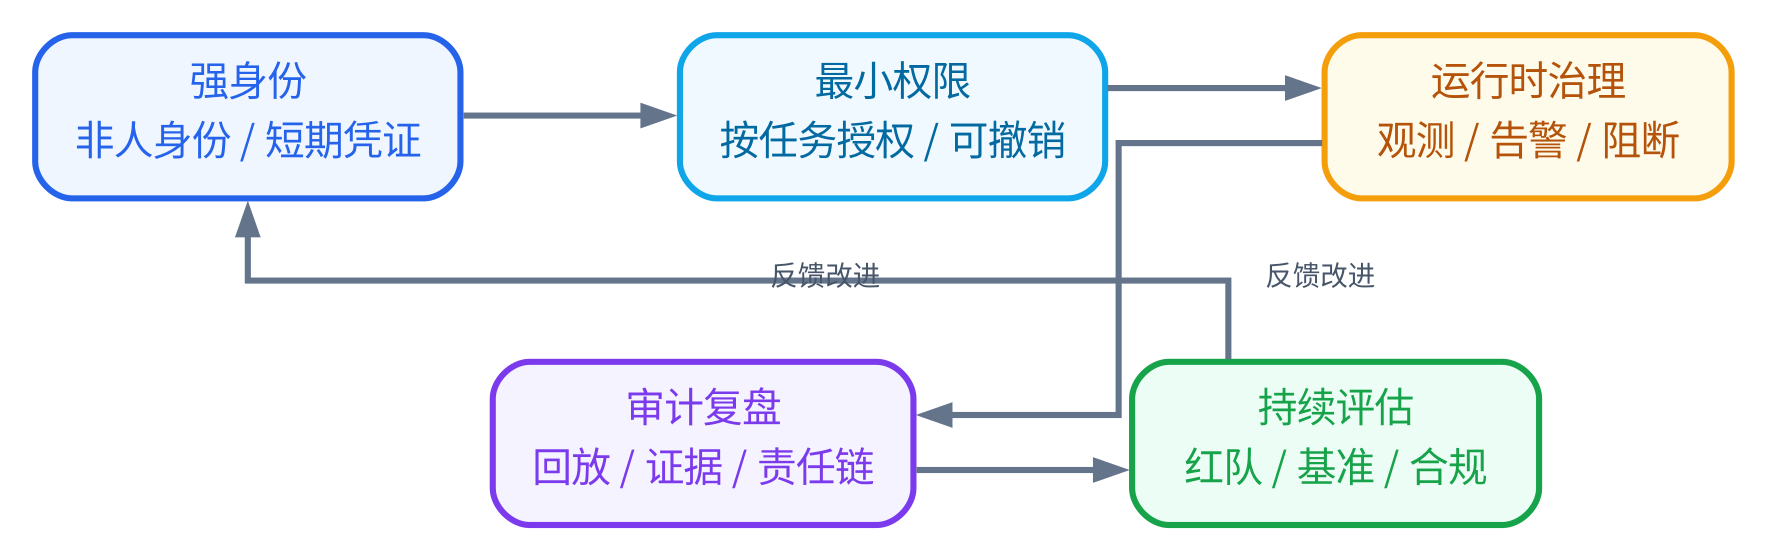 强身份
非人身份 / 短期凭证
最小权限
按任务授权 / 可撤销
运行时治理
观测 / 告警 / 阻断
反馈改进
反馈改进
审计复盘
回放 / 证据 / 责任链
持续评估
红队 / 基准 / 合规